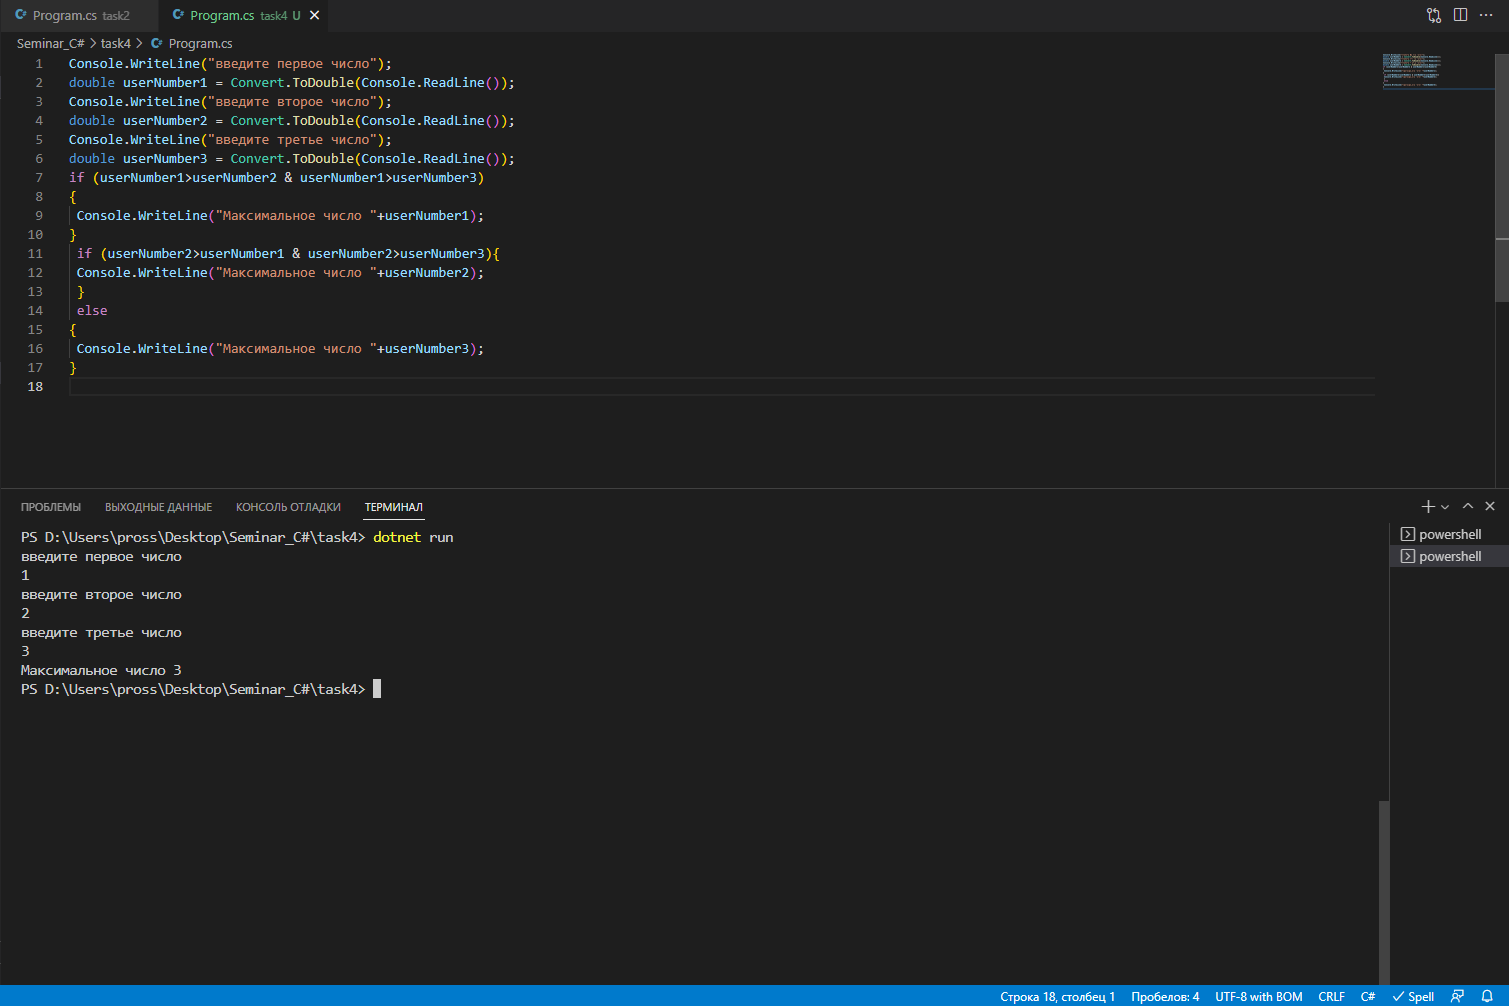 Program.cs task2
Program.cs task4 U
Seminar_C# > task4 > Program.cs
1 Console.WriteLine("введите первое число");
2 double userNumber1 = Convert.ToDouble(Console.ReadLine());
3 Console.WriteLine("введите второе число");
4 double userNumber2 = Convert.ToDouble(Console.ReadLine());
5 Console.WriteLine("введите третье число");
6 double userNumber3 = Convert.ToDouble(Console.ReadLine());
7 if (userNumber1>userNumber2 & userNumber1>userNumber3)
8 {
9  Console.WriteLine("Максимальное число "+userNumber1);
10 }
11  if (userNumber2>userNumber1 & userNumber2>userNumber3){
12  Console.WriteLine("Максимальное число "+userNumber2);
13  }
14  else
15 {
16  Console.WriteLine("Максимальное число "+userNumber3);
17 }
18
ПРОБЛЕМЫ ВЫХОДНЫЕ ДАННЫЕ КОНСОЛЬ ОТЛАДКИ ТЕРМИНАЛ
PS D:\Users\pross\Desktop\Seminar_C#\task4> dotnet run
введите первое число
1
введите второе число
2
введите третье число
3
Максимальное число 3
PS D:\Users\pross\Desktop\Seminar_C#\task4>
powershell
powershell
Строка 18, столбец 1 Пробелов: 4 UTF-8 with BOM CRLF C# Spell